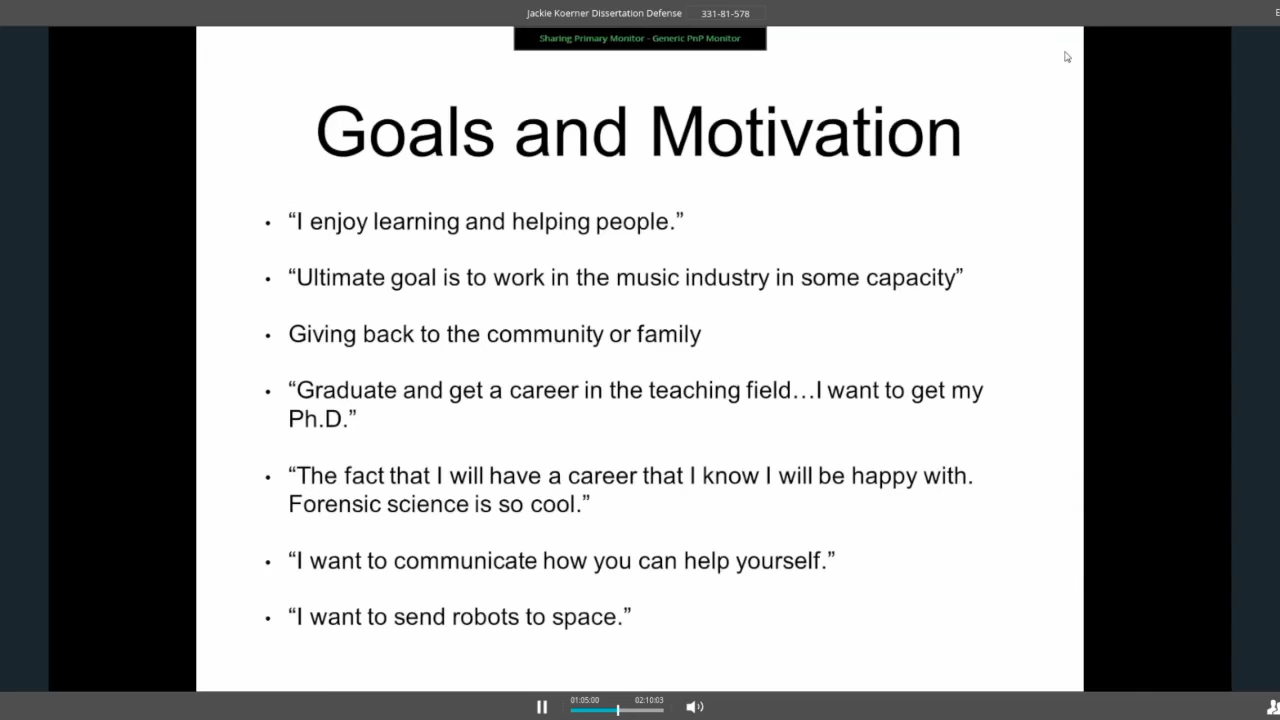 Jackie Koerner Dissertation Defense 331-81-578
Sharing Primary Monitor - Generic PnP Monitor
Goals and Motivation
• “I enjoy learning and helping people.”
• “Ultimate goal is to work in the music industry in some capacity”
• Giving back to the community or family
• “Graduate and get a career in the teaching field…I want to get my
Ph.D.”
• “The fact that I will have a career that I know I will be happy with.
Forensic science is so cool.”
• “I want to communicate how you can help yourself.”
• “I want to send robots to space.”
01:05:00 02:10:03